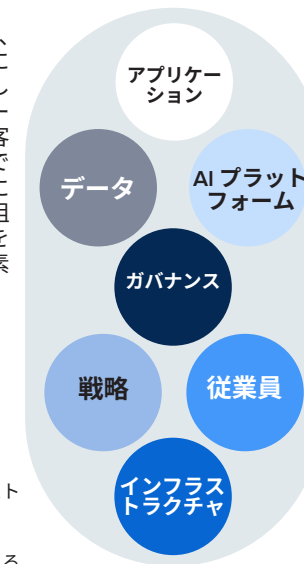 アプリケー
ション
データ
AI プラット
フォーム
ガバナンス
戦略
従業員
インフラス
トラクチャ
ト
る